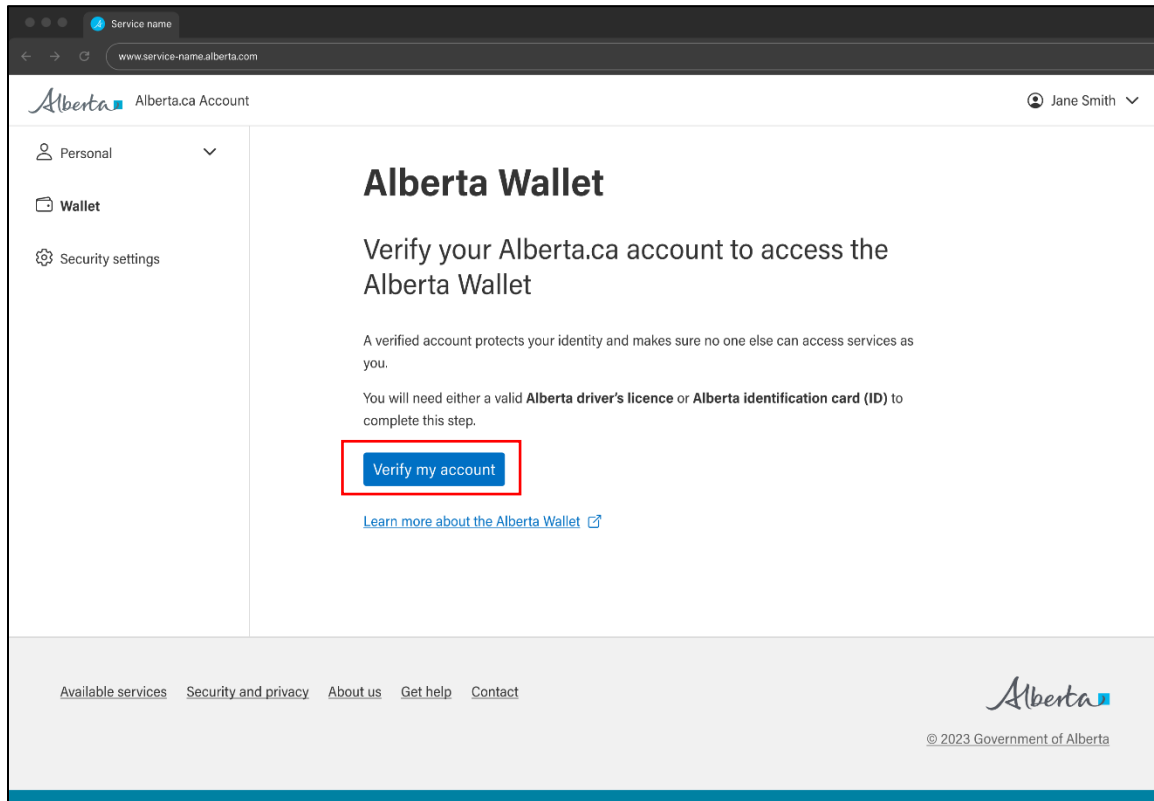 Service name
www.service-name.alberta.com
Alberta Alberta.ca Account
Jane Smith
Personal
Wallet
Security settings
Alberta Wallet
Verify your Alberta.ca account to access the
Alberta Wallet
A verified account protects your identity and makes sure no one else can access services as
you.
You will need either a valid Alberta driver's licence or Alberta identification card (ID) to
complete this step.
Verify my account
Learn more about the Alberta Wallet
Available services Security and privacy About us Get help Contact
Alberta
© 2023 Government of Alberta